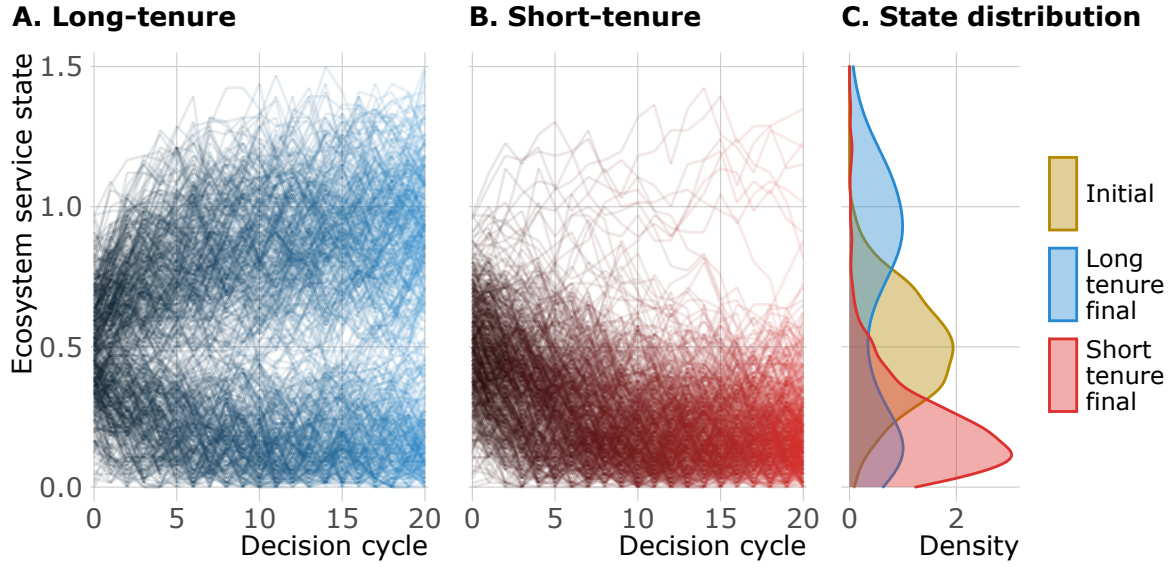 A. Long-tenure
B. Short-tenure
C. State distribution
Ecosystem service state
1.5
1.0
0.5
0.0
0
5
10
15
20
Decision cycle
0
5
10
15
20
Decision cycle
0
2
Density
Initial
Long
tenure
final
Short
tenure
final